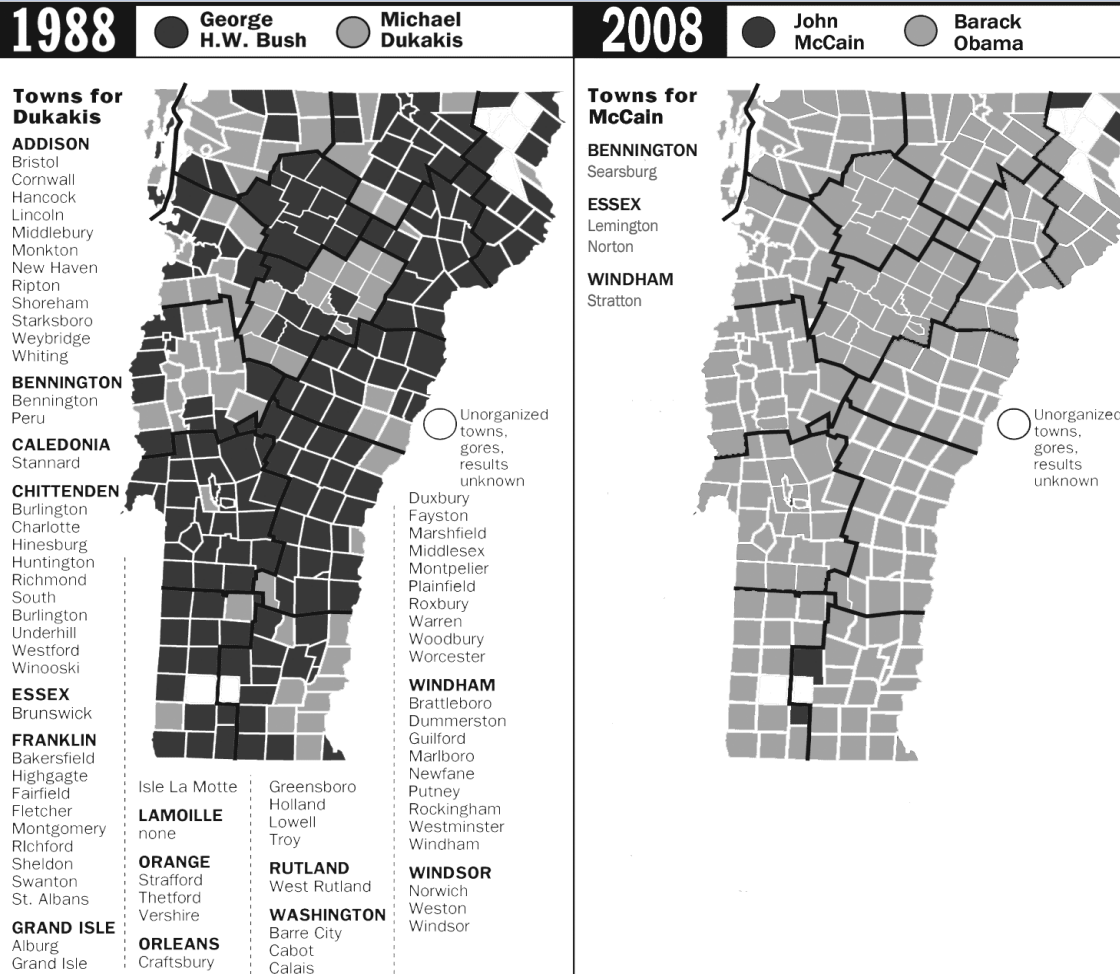 1988
George
H.W. Bush
Michael
Dukakis
Towns for
Dukakis
ADDISON
Bristol
Cornwall
Hancock
Lincoln
Middlebury
Monkton
New Haven
Ripton
Shoreham
Starksboro
Weybridge
Whiting
BENNINGTON
Bennington
Peru
CALEDONIA
Stannard
CHITTENDEN
Burlington
Charlotte
Hinesburg
Huntington
Richmond
South
Burlington
Underhill
Westford
Winooski
ESSEX
Brunswick
FRANKLIN
Bakersfield
Highgagte
Fairfield
Fletcher
Montgomery
RIchford
Sheldon
Swanton
St. Albans
GRAND ISLE
Alburg
Grand Isle
Isle La Motte
LAMOILLE
none
ORANGE
Strafford
Thetford
Vershire
ORLEANS
Craftsbury
Greensboro
Holland
Lowell
Troy
RUTLAND
West Rutland
WASHINGTON
Barre City
Cabot
Calais
Unorganized
towns,
gores,
results
unknown
Duxbury
Fayston
Marshfield
Middlesex
Montpelier
Plainfield
Roxbury
Warren
Woodbury
Worcester
WINDHAM
Brattleboro
Dummerston
Guilford
Marlboro
Newfane
Putney
Rockingham
Westminster
Windham
WINDSOR
Norwich
Weston
Windsor
2008
John
McCain
Barack
Obama
Towns for
McCain
BENNINGTON
Searsburg
ESSEX
Lemington
Norton
WINDHAM
Stratton
Unorganized
towns,
gores,
results
unknown